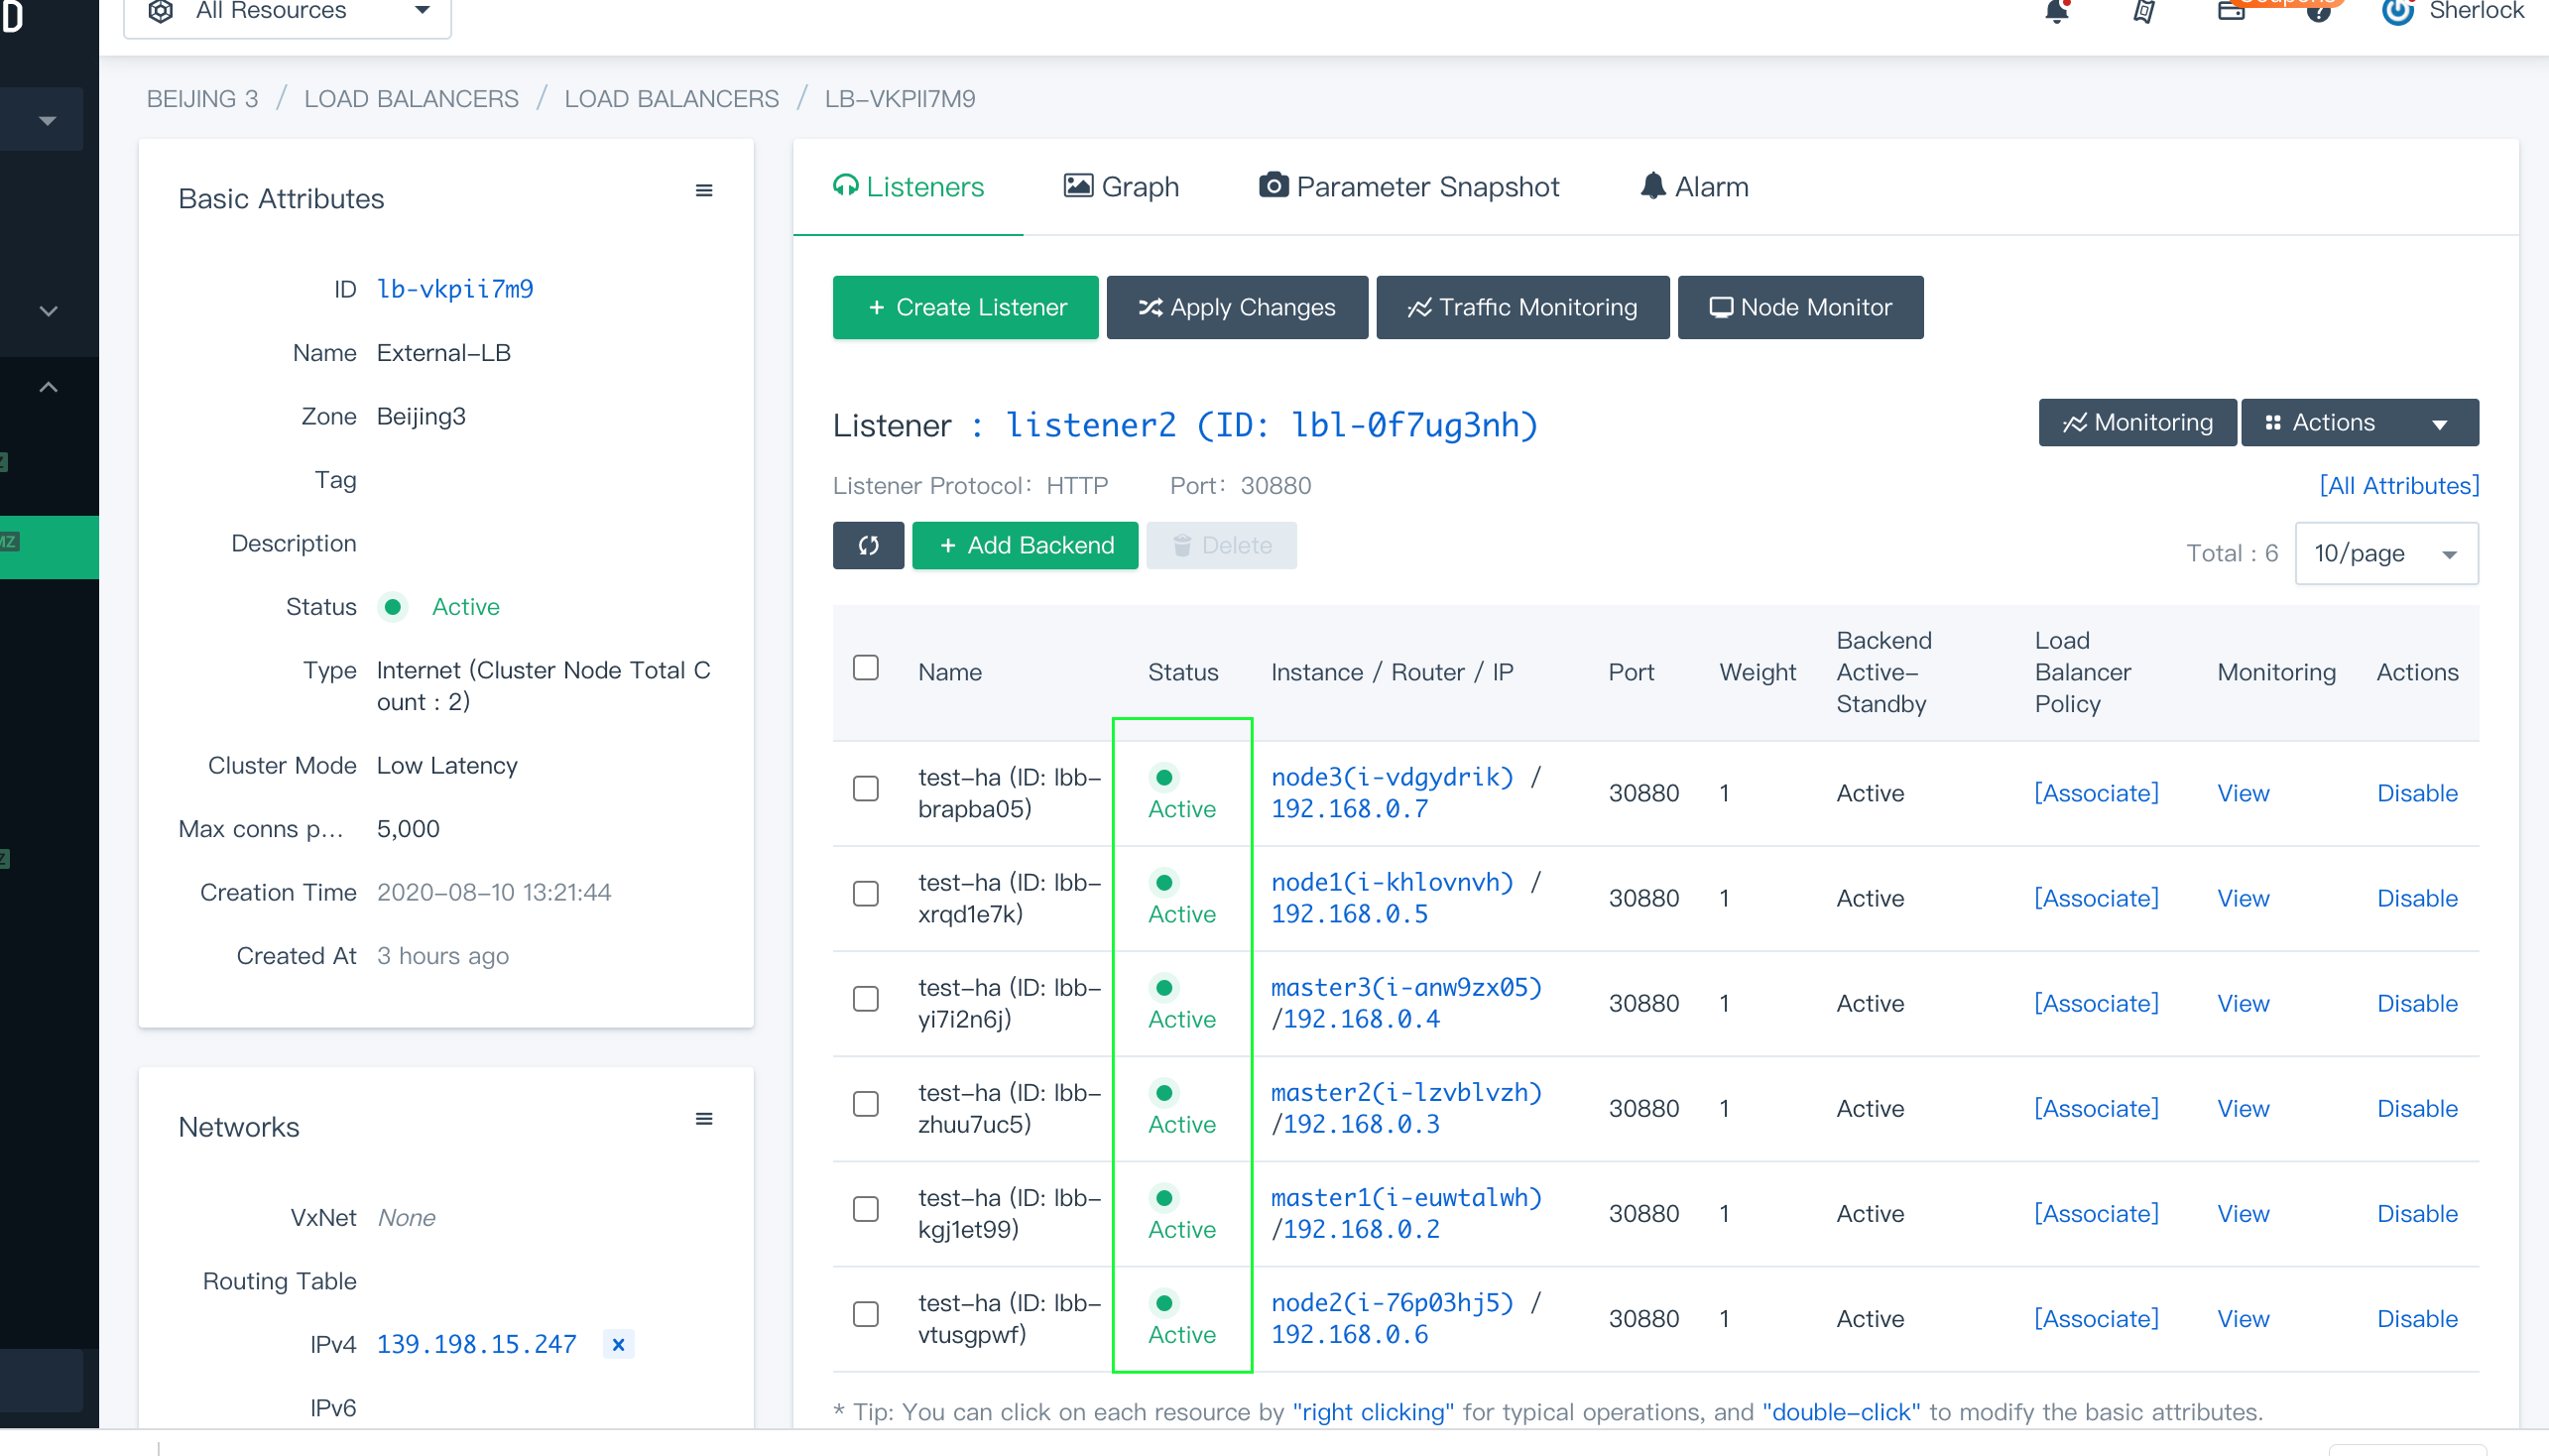 D
All Resources
Coupons
Sherlock
BEIJING 3 / LOAD BALANCERS / LOAD BALANCERS / LB-VKPII7M9
Basic Attributes
ID lb-vkpii7m9
Name External-LB
Zone Beijing3
Tag
Description
Status Active
Type Internet (Cluster Node Total C
ount : 2)
Cluster Mode Low Latency
Max conns p... 5,000
Creation Time 2020-08-10 13:21:44
Created At 3 hours ago
Networks
VxNet None
Routing Table
IPv4 139.198.15.247 x
IPv6
Listeners Graph Parameter Snapshot Alarm
+ Create Listener Apply Changes Traffic Monitoring Node Monitor
Listener : listener2 (ID: lbl-0f7ug3nh)
Monitoring Actions
Listener Protocol: HTTP Port: 30880
[All Attributes]
+ Add Backend Delete
Total : 6 10/page
Name Status Instance / Router / IP Port Weight Backend Active-Standby Load Balancer Policy Monitoring Actions
test-ha (ID: lbb-
brapba05) Active node3(i-vdgydrik) /
192.168.0.7 30880 1 Active [Associate] View Disable
test-ha (ID: lbb-
xrqd1e7k) Active node1(i-khlovnvh) /
192.168.0.5 30880 1 Active [Associate] View Disable
test-ha (ID: lbb-
yi7i2n6j) Active master3(i-anw9zx05)
/192.168.0.4 30880 1 Active [Associate] View Disable
test-ha (ID: lbb-
zhuu7uc5) Active master2(i-lzvblvzh)
/192.168.0.3 30880 1 Active [Associate] View Disable
test-ha (ID: lbb-
kgj1et99) Active master1(i-euwtalwh)
/192.168.0.2 30880 1 Active [Associate] View Disable
test-ha (ID: lbb-
vtusgpwf) Active node2(i-76p03hj5) /
192.168.0.6 30880 1 Active [Associate] View Disable
* Tip: You can click on each resource by "right clicking" for typical operations, and "double-click" to modify the basic attributes.